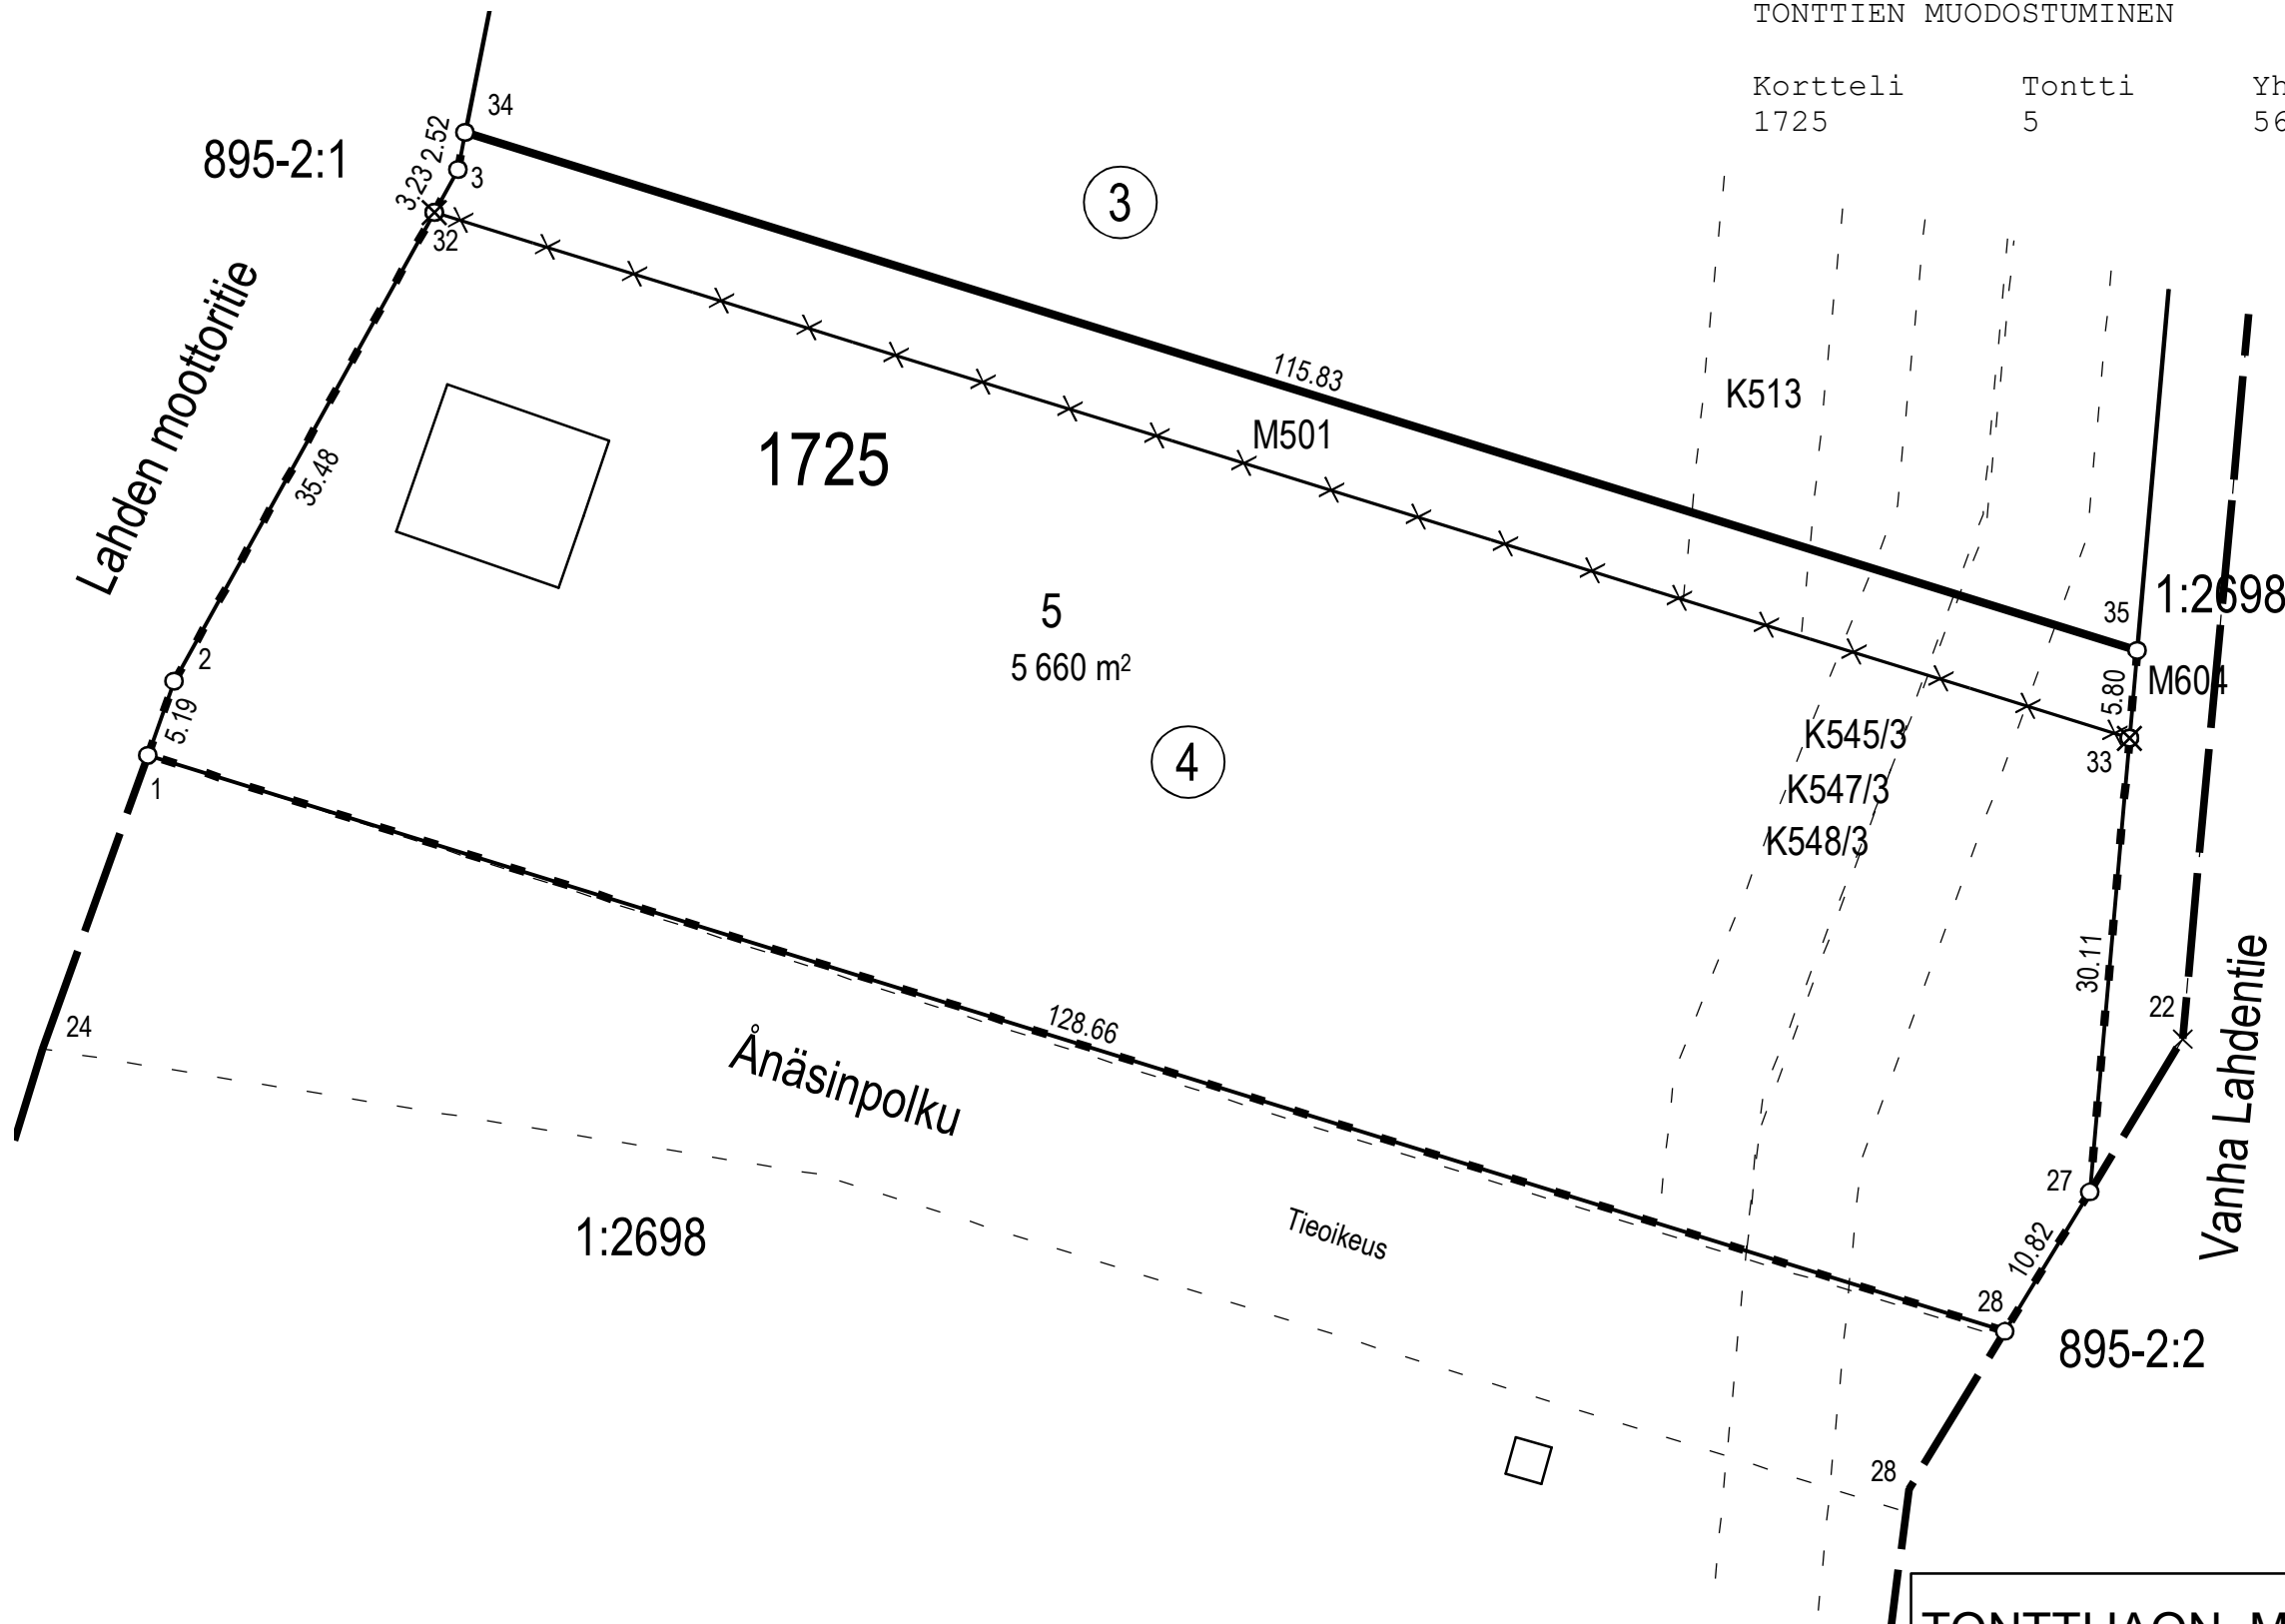 TONTTIEN MUODOSTUMINEN
Kortteli Tontti
1725 5
34
895-2:1
2.52
3
3.23
32
3
Lahden moottoritie
115.83
K513
M501
1725
35.48
5
5 660 m²
1:2698
35
M604
2
5.80
5.19
K545/3
33
4
1
K547/3
K548/3
30.11
22
24
128.66
Ånäsinpolku
Vanha Lahdentie
27
1:2698
Tieoikeus
10.82
28
895-2:2
28